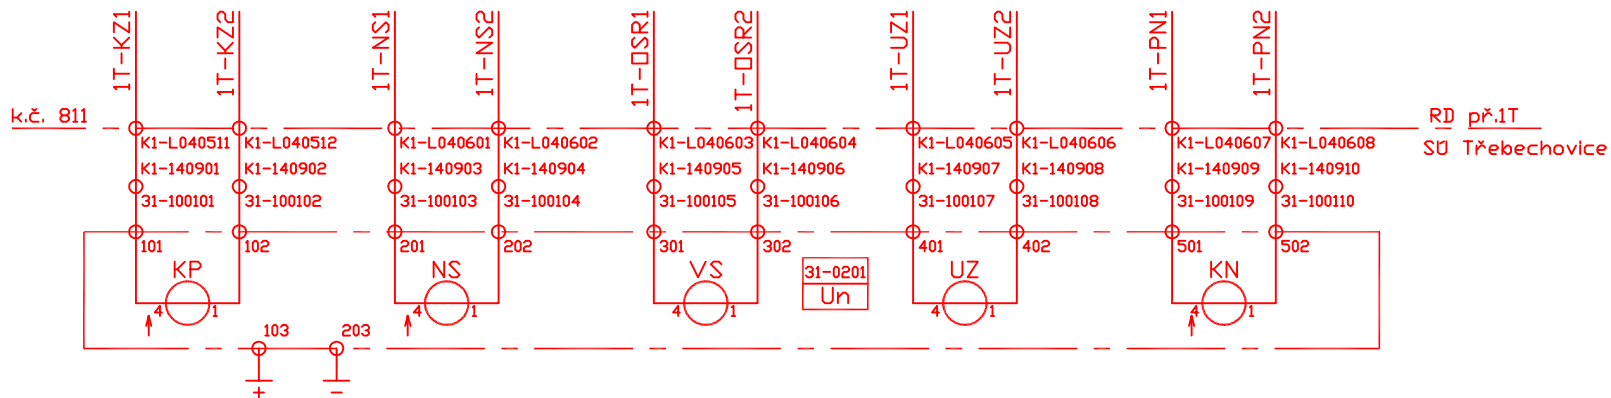 1T-KZ1 1T-KZ2 1T-NS1 1T-NS2 1T-OSR1 1T-OSR2 1T-UZ1 1T-UZ2 1T-PN1 1T-PN2
k.č. 811
RD př.1T
SÚ Třebechovice
K1-L040511 K1-L040512 K1-L040601 K1-L040602 K1-L040603 K1-L040604 K1-L040605 K1-L040606 K1-L040607 K1-L040608
K1-140901 K1-140902 K1-140903 K1-140904 K1-140905 K1-140906 K1-140907 K1-140908 K1-140909 K1-140910
31-100101 31-100102 31-100103 31-100104 31-100105 31-100106 31-100107 31-100108 31-100109 31-100110
101 102 201 202 301 302 401 402 501 502
KP NS VS UZ KN
31-0201
Un
4 1 4 1 4 1 4 1 4 1
103 203
+ -